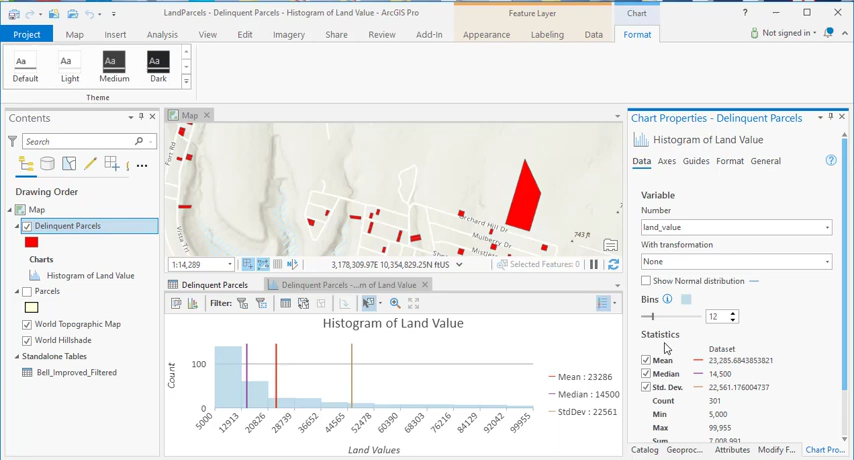 LandParcels - Delinquent Parcels - Histogram of Land Value - ArcGIS Pro
Feature Layer
Chart
?
Project
Map
Insert
Analysis
View
Edit
Imagery
Share
Review
Add-In
Appearance
Labeling
Data
Format
Not signed in
Aa
Aa
Aa
Aa
Default
Light
Medium
Dark
Theme
Contents
Search
Drawing Order
Map
Delinquent Parcels
Charts
Histogram of Land Value
Parcels
World Topographic Map
World Hillshade
Standalone Tables
Bell_Improved_Filtered
Map
Fort Rd
Vista Trl
Orchard Hill Dr
Mulberry Dr
743 ft
1:14,289
3,178,309.97E 10,354,829.25N ftUS
Selected Features: 0
Delinquent Parcels
Delinquent Parcels -...m of Land Value
Filter:
Histogram of Land Value
Count
100
0
5000
12913
20826
28739
36652
44565
52478
60390
68303
76216
84129
92042
99955
Land Values
Mean : 23286
Median : 14500
StdDev : 22561
Chart Properties - Delinquent Parcels
Histogram of Land Value
Data
Axes
Guides
Format
General
Variable
Number
land_value
With transformation
None
Show Normal distribution
Bins
12
Statistics
Dataset
Mean
23,285.6843853821
Median
14,500
Std. Dev.
22,561.176004737
Count
301
Min
5,000
Max
99,955
Sum
7,008,991
Catalog
Geoproc...
Attributes
Modify F...
Chart Pro...